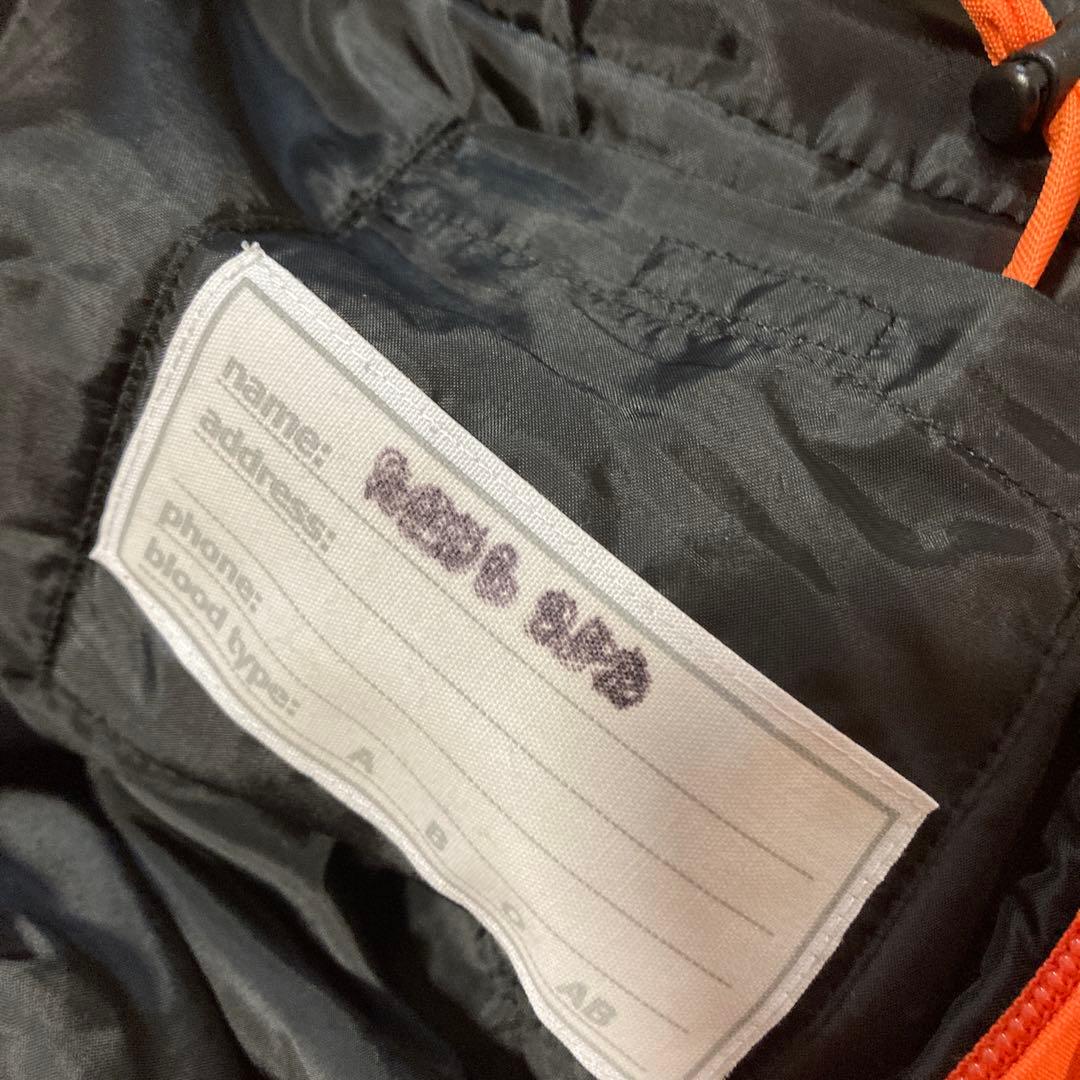 name:
address:
phone:
blood type: A B O AB